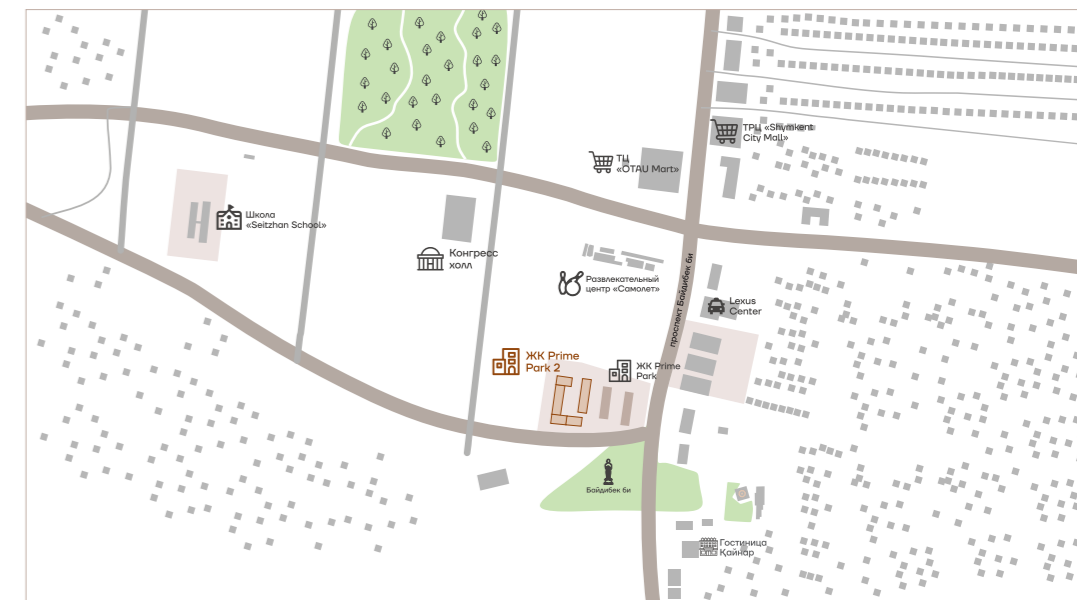 ТРЦ «Shymkent
City Mall»
ТЦ
«OTAU Mart»
Школа
«Seitzhan School»
Конгресс
холл
Развлекательный
центр «Самолет»
проспект Байдибек би
Lexus
Center
ЖК Prime
Park 2
ЖК Prime
Park
Байдибек би
Гостиница
Қайнар